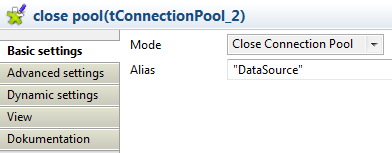 close pool(tConnectionPool_2)
Basic settings
Advanced settings
Dynamic settings
View
Dokumentation
Mode Close Connection Pool
Alias "DataSource"